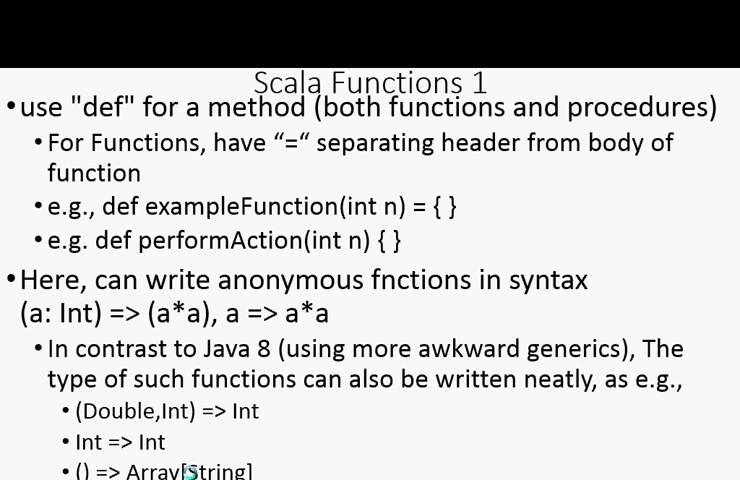 Scala Functions 1
•use "def" for a method (both functions and procedures)
•For Functions, have “=“ separating header from body of
function
•e.g., def exampleFunction(int n) = { }
•e.g. def performAction(int n) { }
•Here, can write anonymous fnctions in syntax
(a: Int) => (a*a), a => a*a
•In contrast to Java 8 (using more awkward generics), The
type of such functions can also be written neatly, as e.g.,
•(Double,Int) => Int
•Int => Int
•() => Array[String]